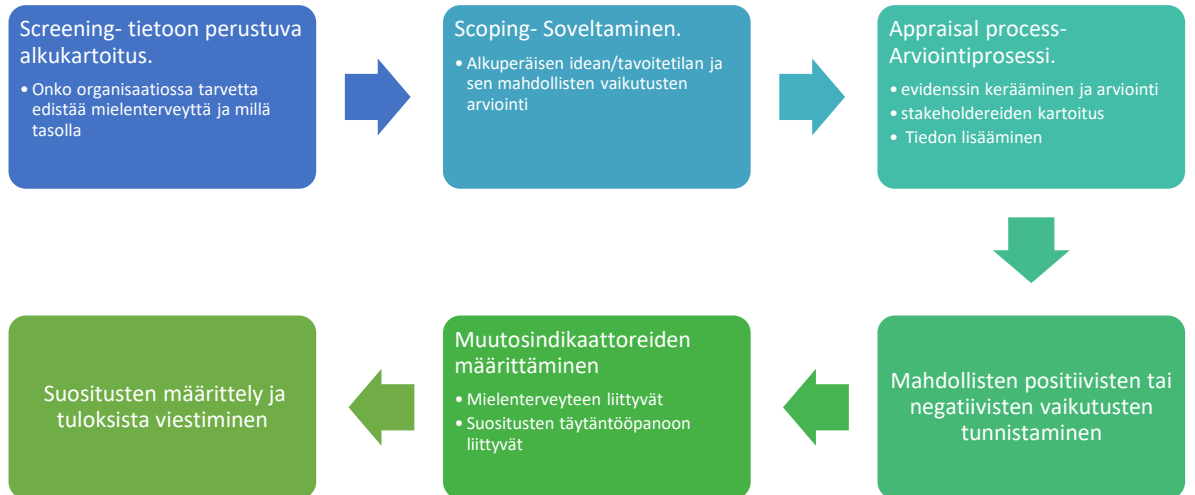 Screening- tietoon perustuva
alkukartoitus.
• Onko organisaatiossa tarvetta
edistää mielenterveyttä ja millä
tasolla
Scoping- Soveltaminen.
• Alkuperäisen idean/tavoitetilan ja
sen mahdollisten vaikutusten
arviointi
Appraisal process-
Arviointiprosessi.
• evidenssin kerääminen ja arviointi
• stakeholdereiden kartoitus
• Tiedon lisääminen
Mahdollisten positiivisten tai
negatiivisten vaikutusten
tunnistaminen
Muutosindikaattoreiden
määrittäminen
• Mielenterveyteen liittyvät
• Suositusten täytäntööpanoon
liittyvät
Suositusten määrittely ja
tuloksista viestiminen